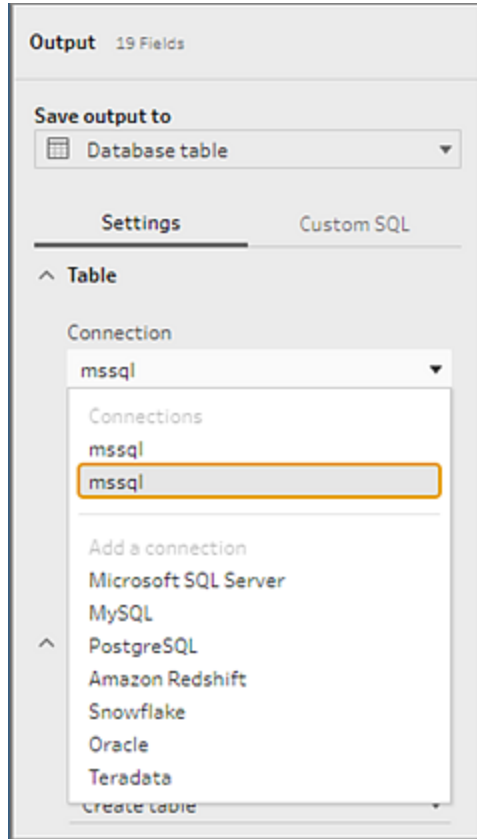 Output 19 Fields
Save output to
Database table
Settings Custom SQL
Table
Connection
mssql
Connections
mssql
mssql
Add a connection
Microsoft SQL Server
MySQL
PostgreSQL
Amazon Redshift
Snowflake
Oracle
Teradata
Create table